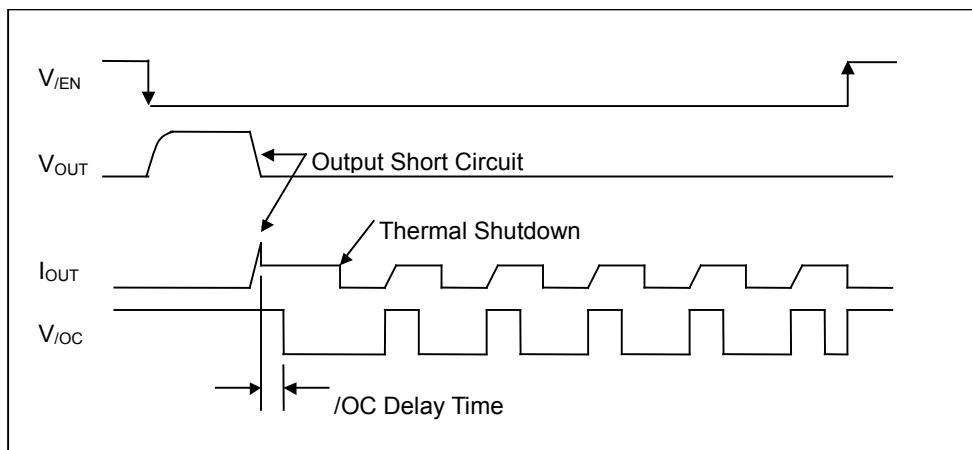 V/EN
VOUT
Output Short Circuit
Thermal Shutdown
IOUT
V/OC
/OC Delay Time